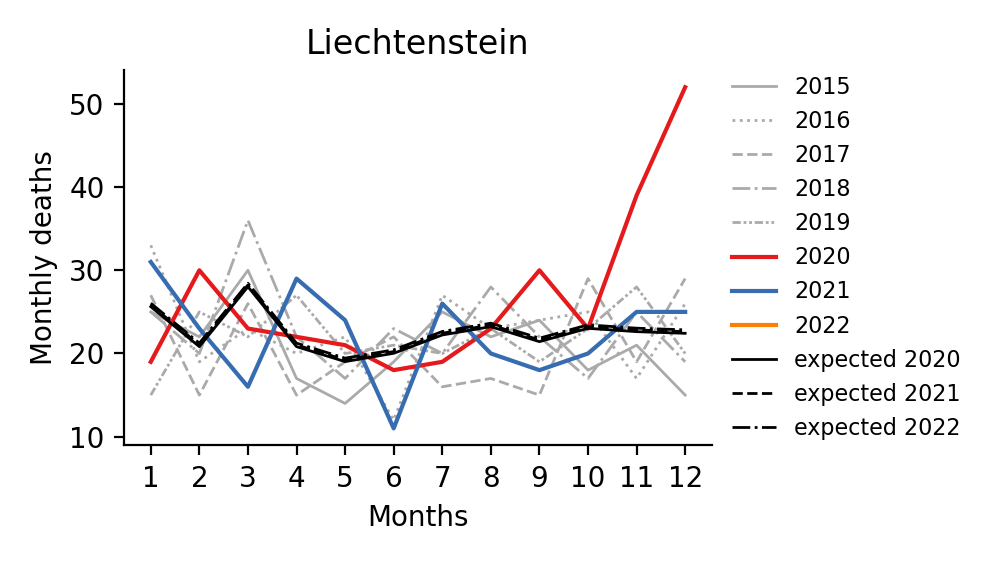 Liechtenstein
Monthly deaths
50
40
30
20
10
1 2 3 4 5 6 7 8 9 10 11 12
Months
2015
2016
2017
2018
2019
2020
2021
2022
expected 2020
expected 2021
expected 2022